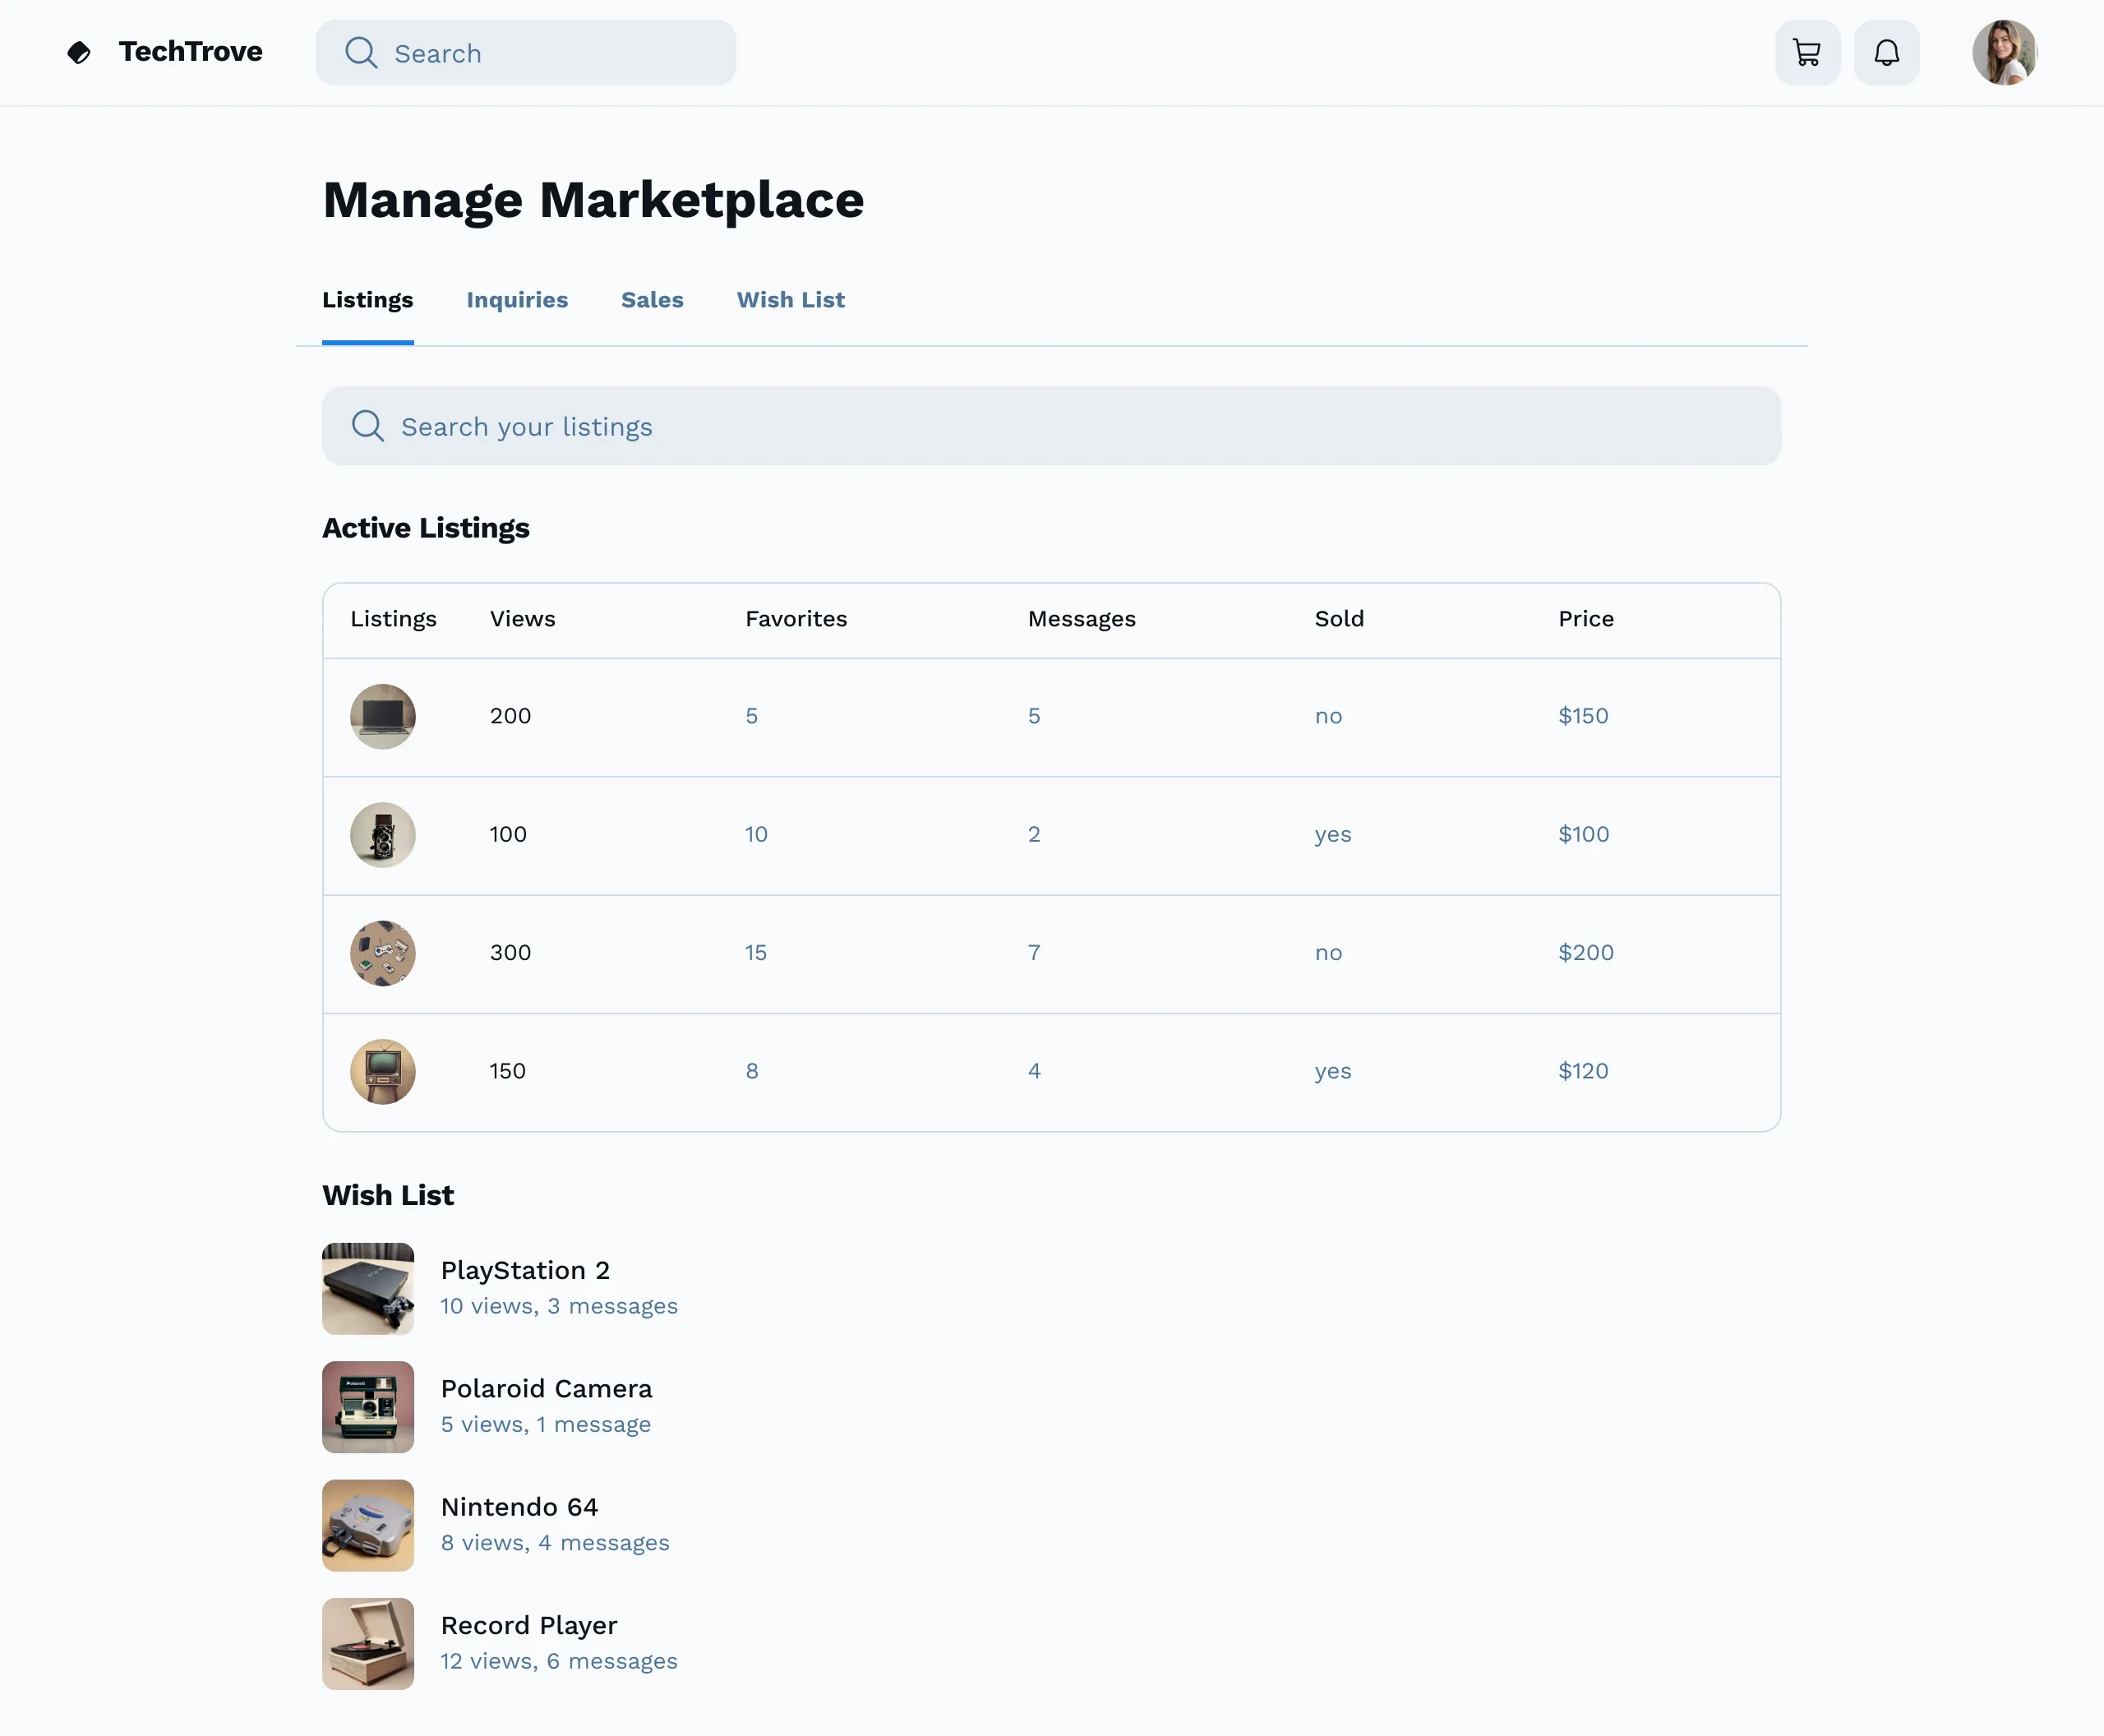 TechTrove
Search
Manage Marketplace
Listings Inquiries Sales Wish List
Search your listings
Active Listings
Listings Views Favorites Messages Sold Price
200 5 5 no $150
100 10 2 yes $100
300 15 7 no $200
150 8 4 yes $120
Wish List
PlayStation 2
10 views, 3 messages
Polaroid Camera
5 views, 1 message
Nintendo 64
8 views, 4 messages
Record Player
12 views, 6 messages